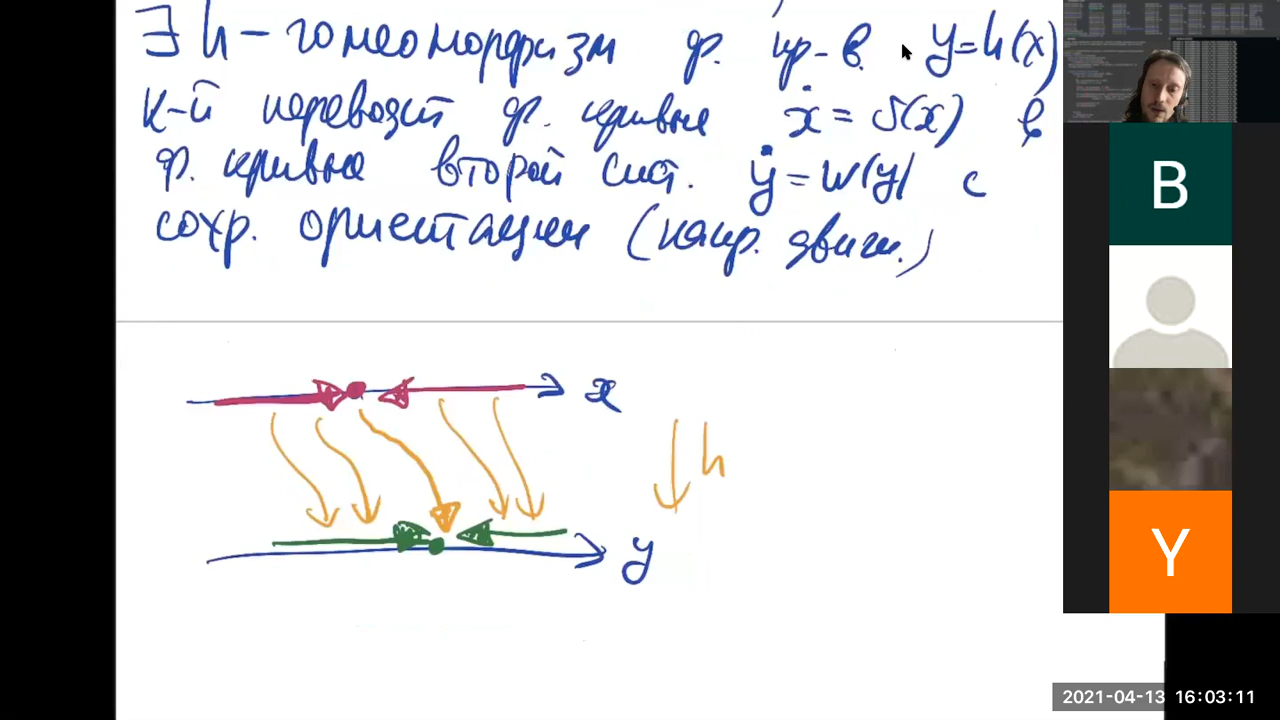 ∃ h - гомеоморфизм ф. пр-в. y=h(x)
к-й переводит ф. кривые ẋ = v(x) в
ф. кривые второй сист. ẏ = w(y) с
сохр. ориентации (напр. движ.)
x
h
y
B
Y
2021-04-13 16:03:11